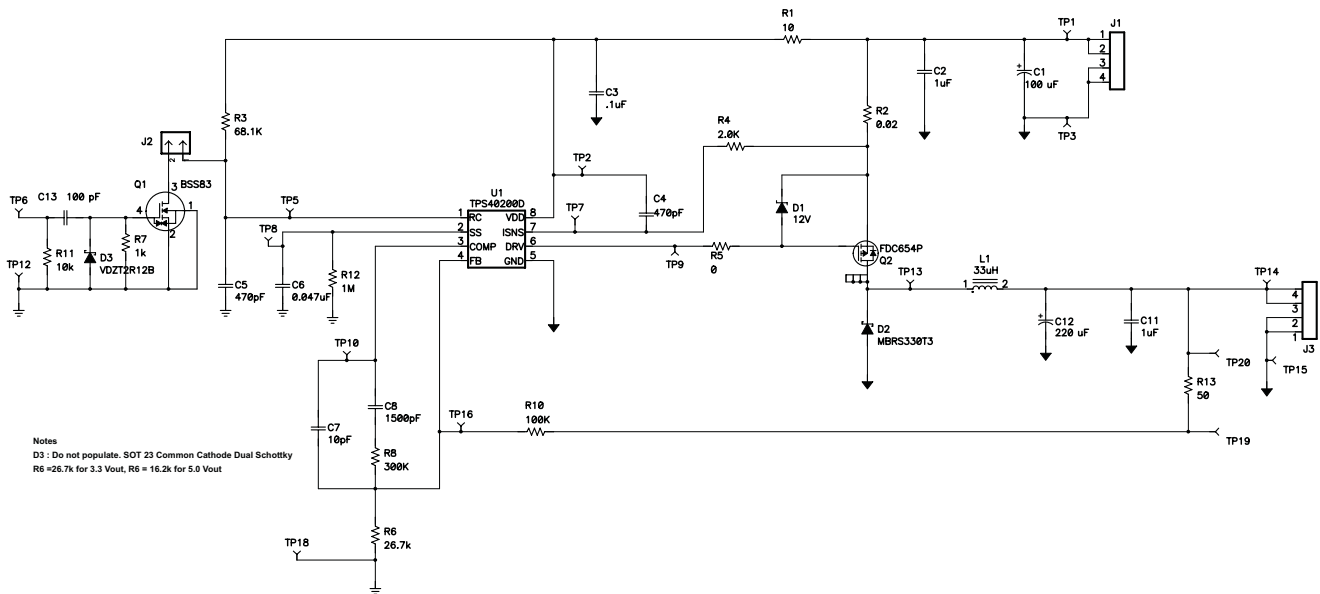 R1
10
TP1
J1
1
2
3
4
C3
.1uF
C2
1uF
+
C1
100 uF
R3
68.1K
R2
0.02
TP3
R4
2.0K
J2
2
1
TP2
Q1
3
BSS83
C13
100 pF
U1
TPS40200D
C4
470pF
D1
12V
TP6
4
1
TP5
1
RC
VDD
8
TP7
TP8
2
SS
ISNS
7
2
3
COMP
DRV
6
FDC654P
Q2
R11
10k
D3
VDZT2R12B
R7
1k
4
FB
GND
5
TP9
R5
0
TP12
R12
1M
TP13
L1
33uH
1
2
TP14
C5
470pF
C6
0.047uF
4
3
2
1
J3
D2
MBRS330T3
+
C12
220 uF
C11
1uF
TP10
TP20
TP15
R13
50
C8
1500pF
C7
10pF
TP16
R10
100K
TP19
R8
300K
Notes
D3 : Do not populate. SOT 23 Common Cathode Dual Schottky
R6 =26.7k for 3.3 Vout, R6 = 16.2k for 5.0 Vout
R6
26.7k
TP18